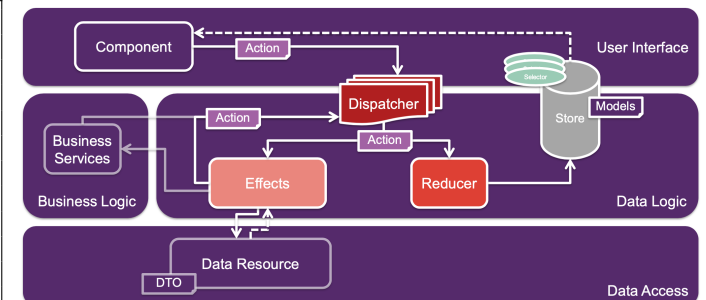 Component
Action
User Interface
Selector
Dispatcher
Store
Models
Action
Action
Business
Services
Effects
Reducer
Business Logic
Data Logic
Data Resource
DTO
Data Access